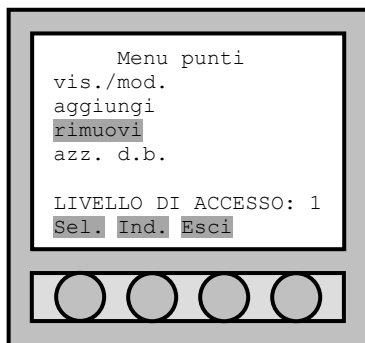 Menu punti
vis./mod.
aggiungi
rimuovi
azz. d.b.
LIVELLO DI ACCESSO: 1
Sel. Ind. Esci